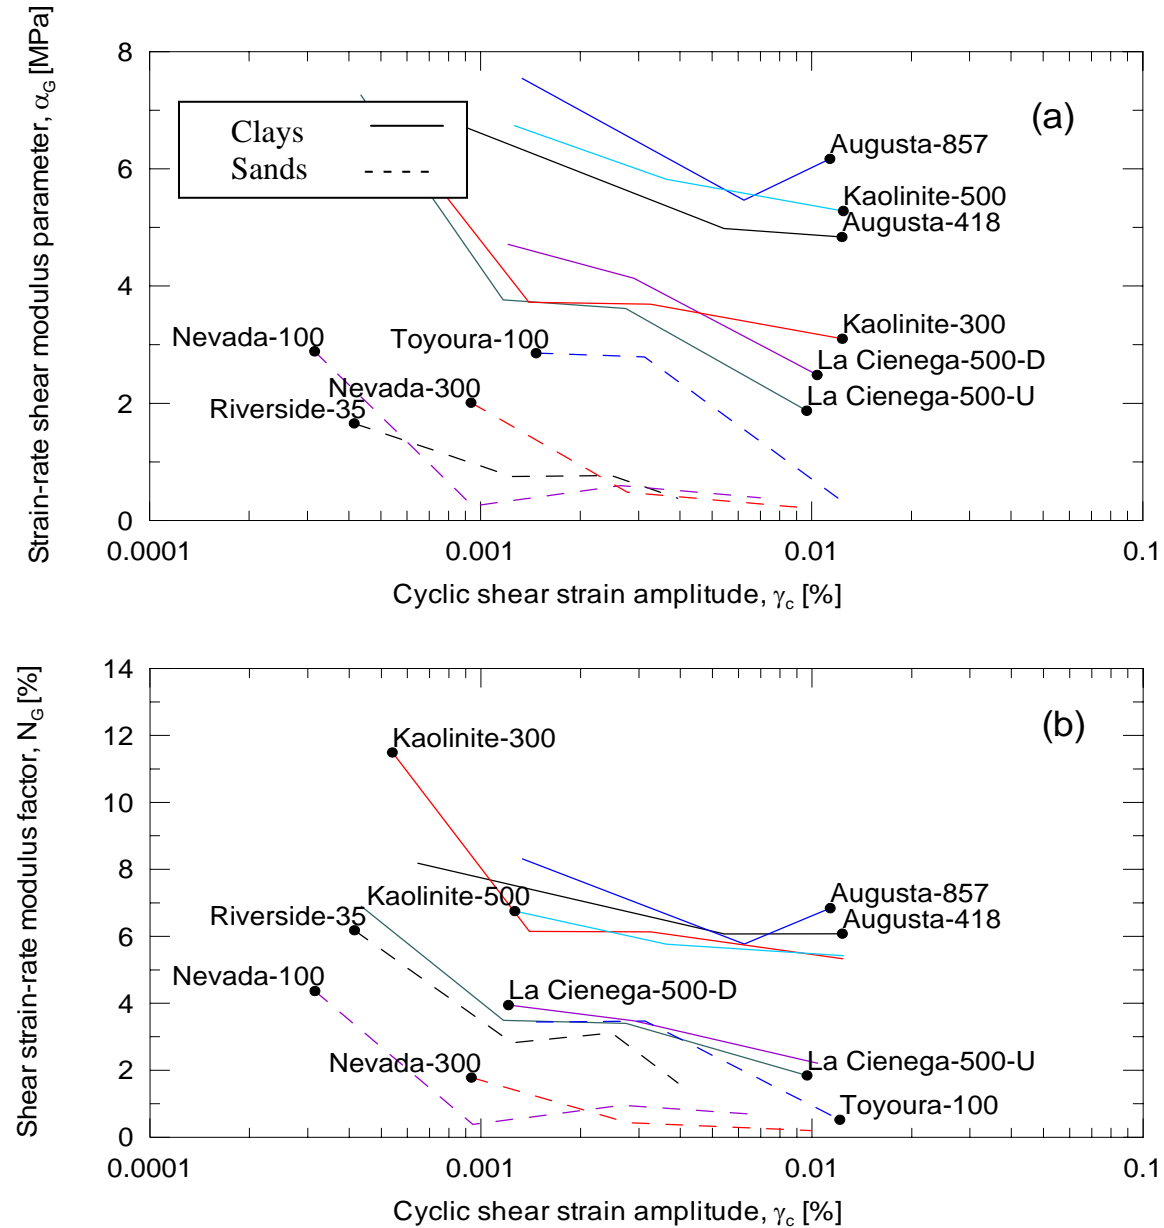 Strain-rate shear modulus parameter, αG [MPa]
8
6
4
2
0
(a)
Clays
Sands
Augusta-857
Kaolinite-500
Augusta-418
Kaolinite-300
La Cienega-500-D
La Cienega-500-U
Nevada-100
Toyoura-100
Nevada-300
Riverside-35
0.0001 0.001 0.01 0.1
Cyclic shear strain amplitude, γc [%]
Shear strain-rate modulus factor, NG [%]
14
12
10
8
6
4
2
0
(b)
Kaolinite-300
Kaolinite-500
Augusta-857
Augusta-418
Riverside-35
Nevada-100
La Cienega-500-D
Nevada-300
La Cienega-500-U
Toyoura-100
0.0001 0.001 0.01 0.1
Cyclic shear strain amplitude, γc [%]